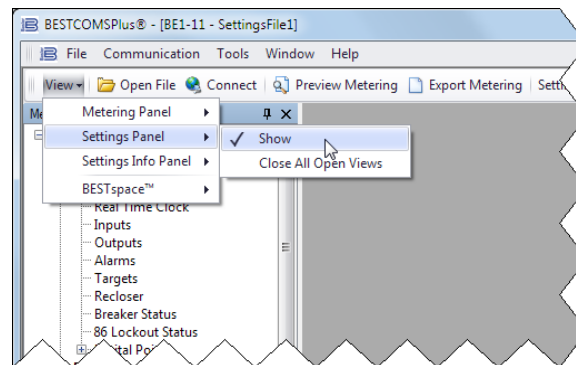 BESTCOMSPlus® - [BE1-11 - SettingsFile1]
File Communication Tools Window Help
View Open File Connect Preview Metering Export Metering
Metering Panel
Settings Panel
Show
Settings Info Panel
Close All Open Views
BESTspace™
Real Time Clock
Inputs
Outputs
Alarms
Targets
Recloser
Breaker Status
86 Lockout Status